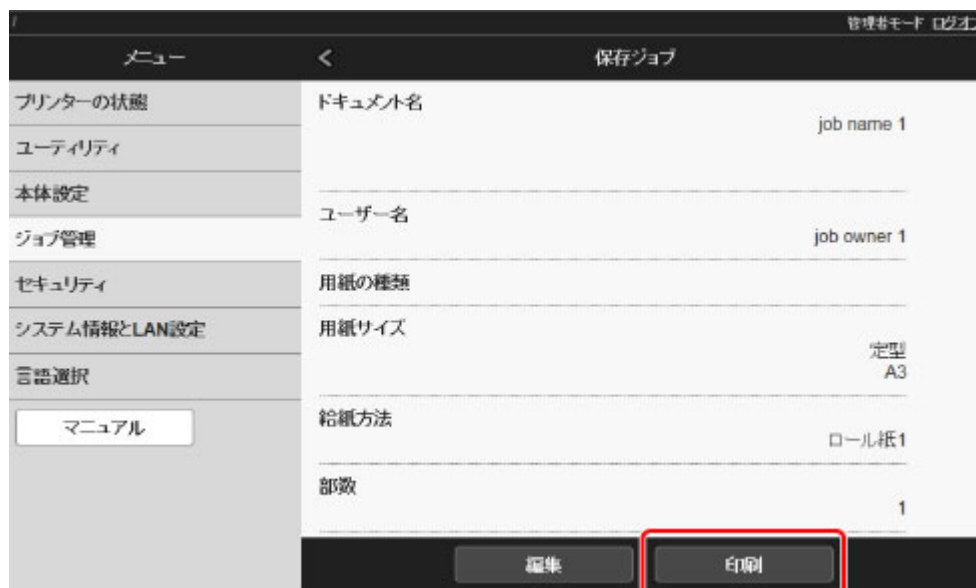 管理者モード ログオフ
メニュー
<
保存ジョブ
プリンターの状態
ユーティリティ
本体設定
ジョブ管理
セキュリティ
システム情報とLAN設定
言語選択
マニュアル
ドキュメント名
job name 1
ユーザー名
job owner 1
用紙の種類
用紙サイズ
定型
A3
給紙方法
ロール紙1
部数
1
編集
印刷